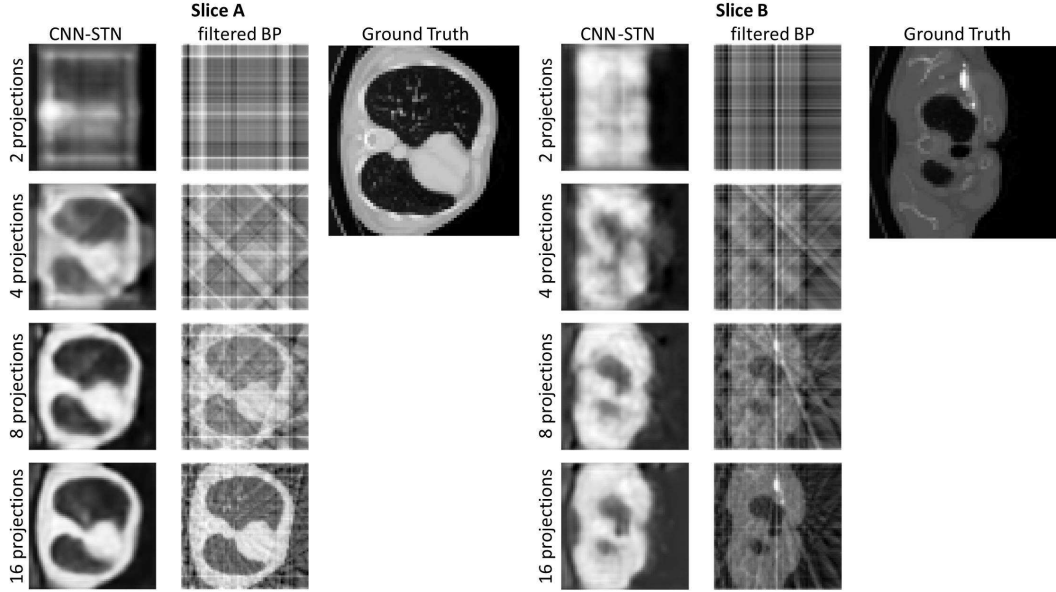 Slice A
CNN-STN
filtered BP
Ground Truth
2 projections
4 projections
8 projections
16 projections
Slice B
CNN-STN
filtered BP
Ground Truth
2 projections
4 projections
8 projections
16 projections